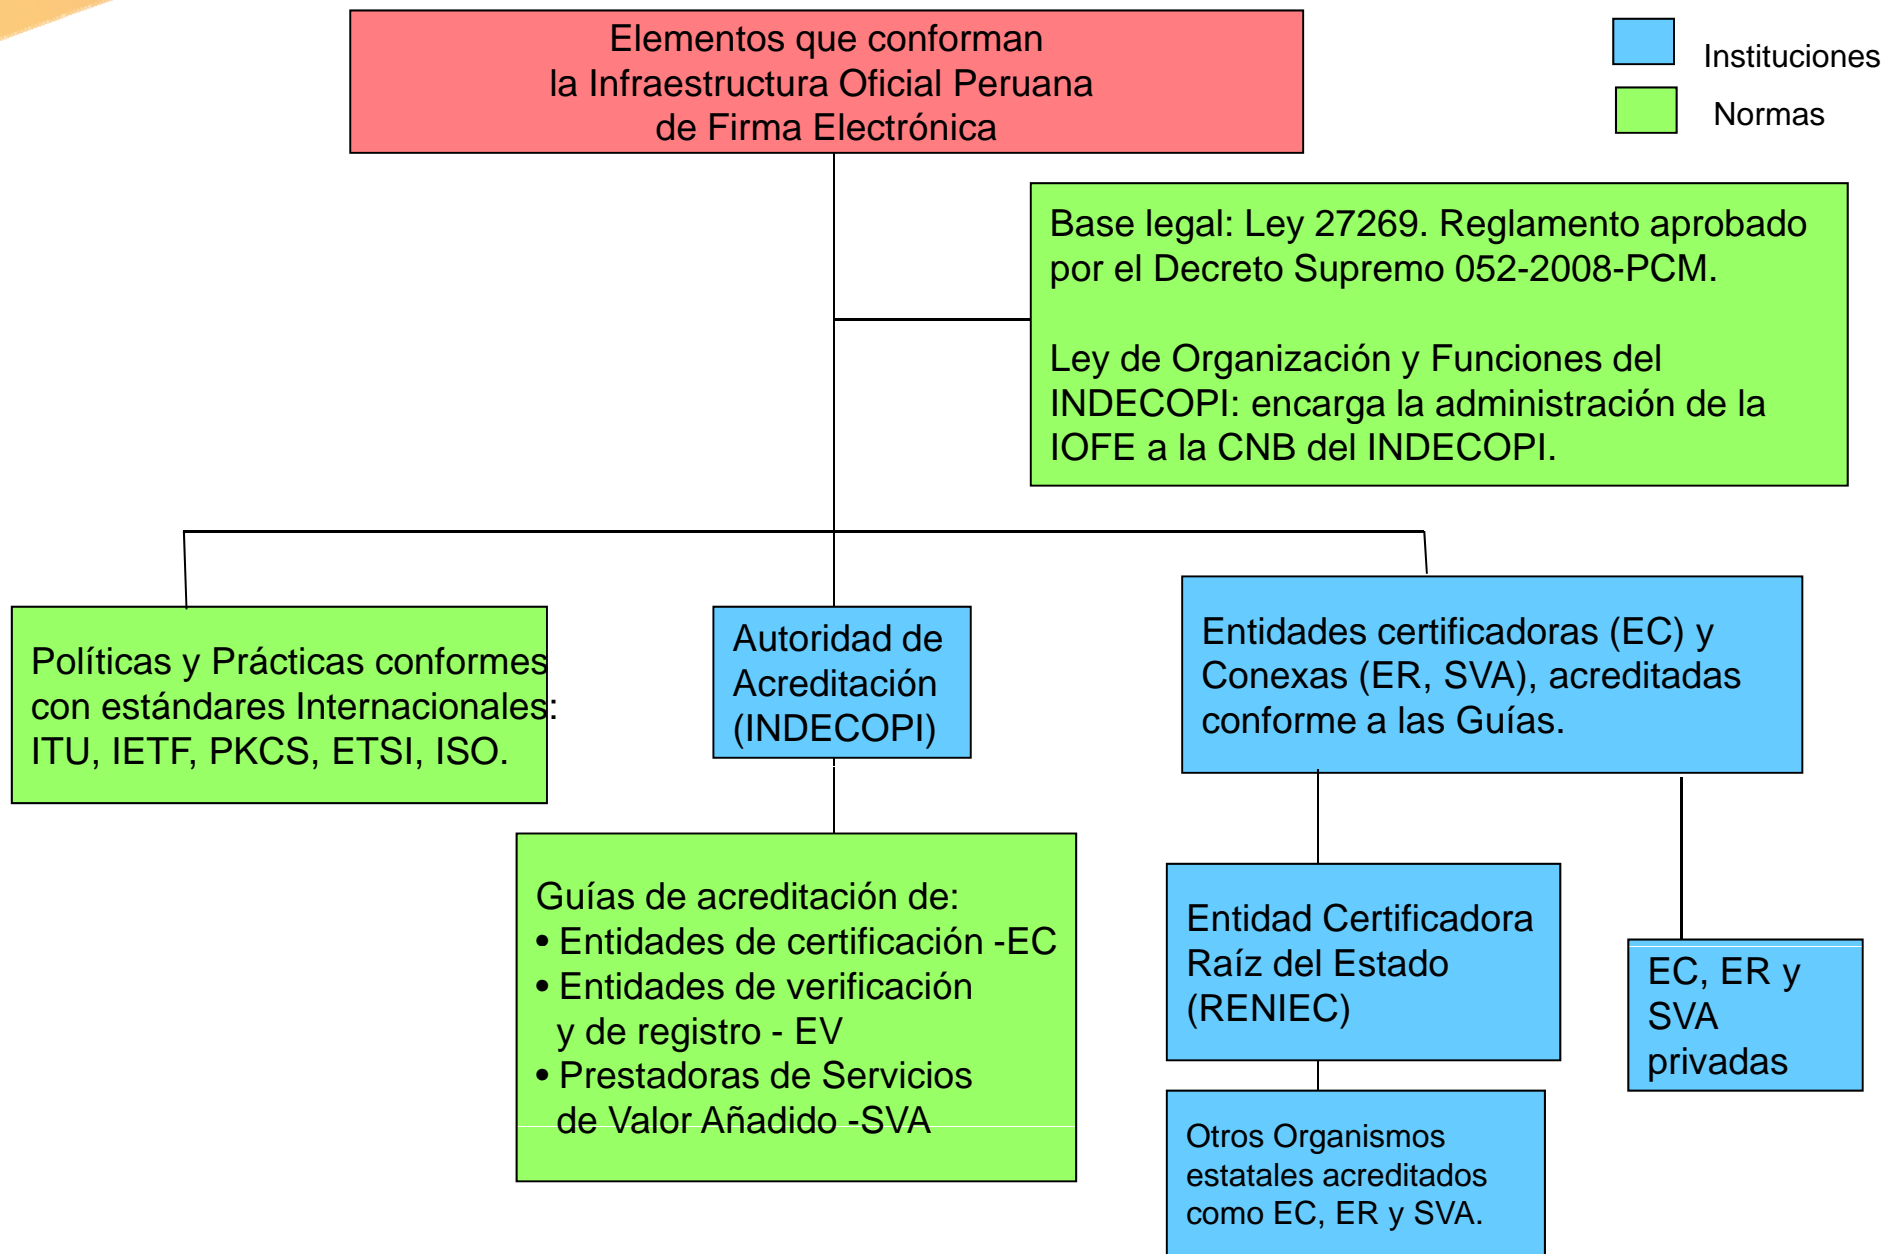 Elementos que conforman
la Infraestructura Oficial Peruana
de Firma Electrónica
Instituciones
Normas
Base legal: Ley 27269. Reglamento aprobado
por el Decreto Supremo 052-2008-PCM.
Ley de Organización y Funciones del
INDECOPI: encarga la administración de la
IOFE a la CNB del INDECOPI.
Políticas y Prácticas conformes
con estándares Internacionales:
ITU, IETF, PKCS, ETSI, ISO.
Autoridad de
Acreditación
(INDECOPI)
Entidades certificadoras (EC) y
Conexas (ER, SVA), acreditadas
conforme a las Guías.
Guías de acreditación de:
• Entidades de certificación -EC
• Entidades de verificación
y de registro - EV
• Prestadoras de Servicios
de Valor Añadido -SVA
Entidad Certificadora
Raíz del Estado
(RENIEC)
EC, ER y
SVA
privadas
Otros Organismos
estatales acreditados
como EC, ER y SVA.